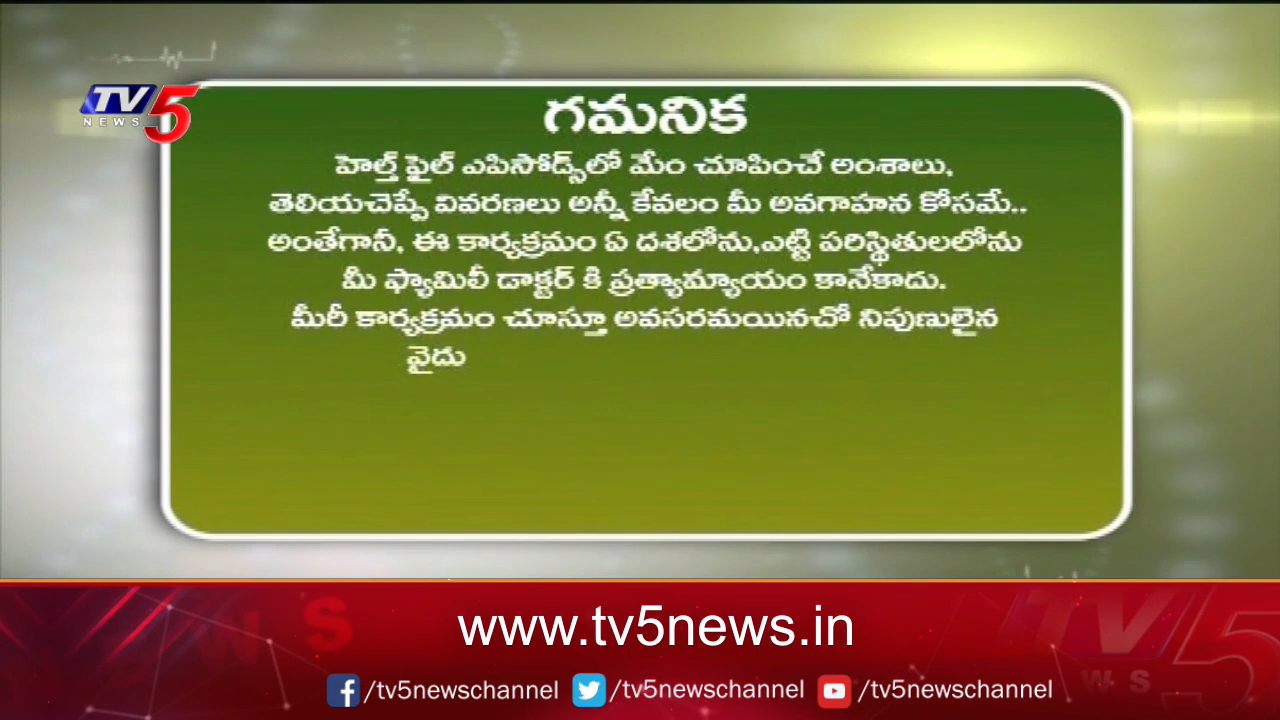 TV5
NEWS
గమనిక
హెల్త్ ఫైల్ ఎపిసోడ్స్‌లో మేం చూపించే అంశాలు,
తెలియచెప్పే వివరణలు అన్నీ కేవలం మీ అవగాహన కోసమే..
అంతేగానీ, ఈ కార్యక్రమం ఏ దశలోను,ఎట్టి పరిస్థితులలోను
మీ ఫ్యామిలీ డాక్టర్ కి ప్రత్యామ్యాయం కానేకాదు.
మీరీ కార్యక్రమం చూస్తూ అవసరమయినచో నిపుణులైన
వైదు
www.tv5news.in
/tv5newschannel /tv5newschannel /tv5newschannel